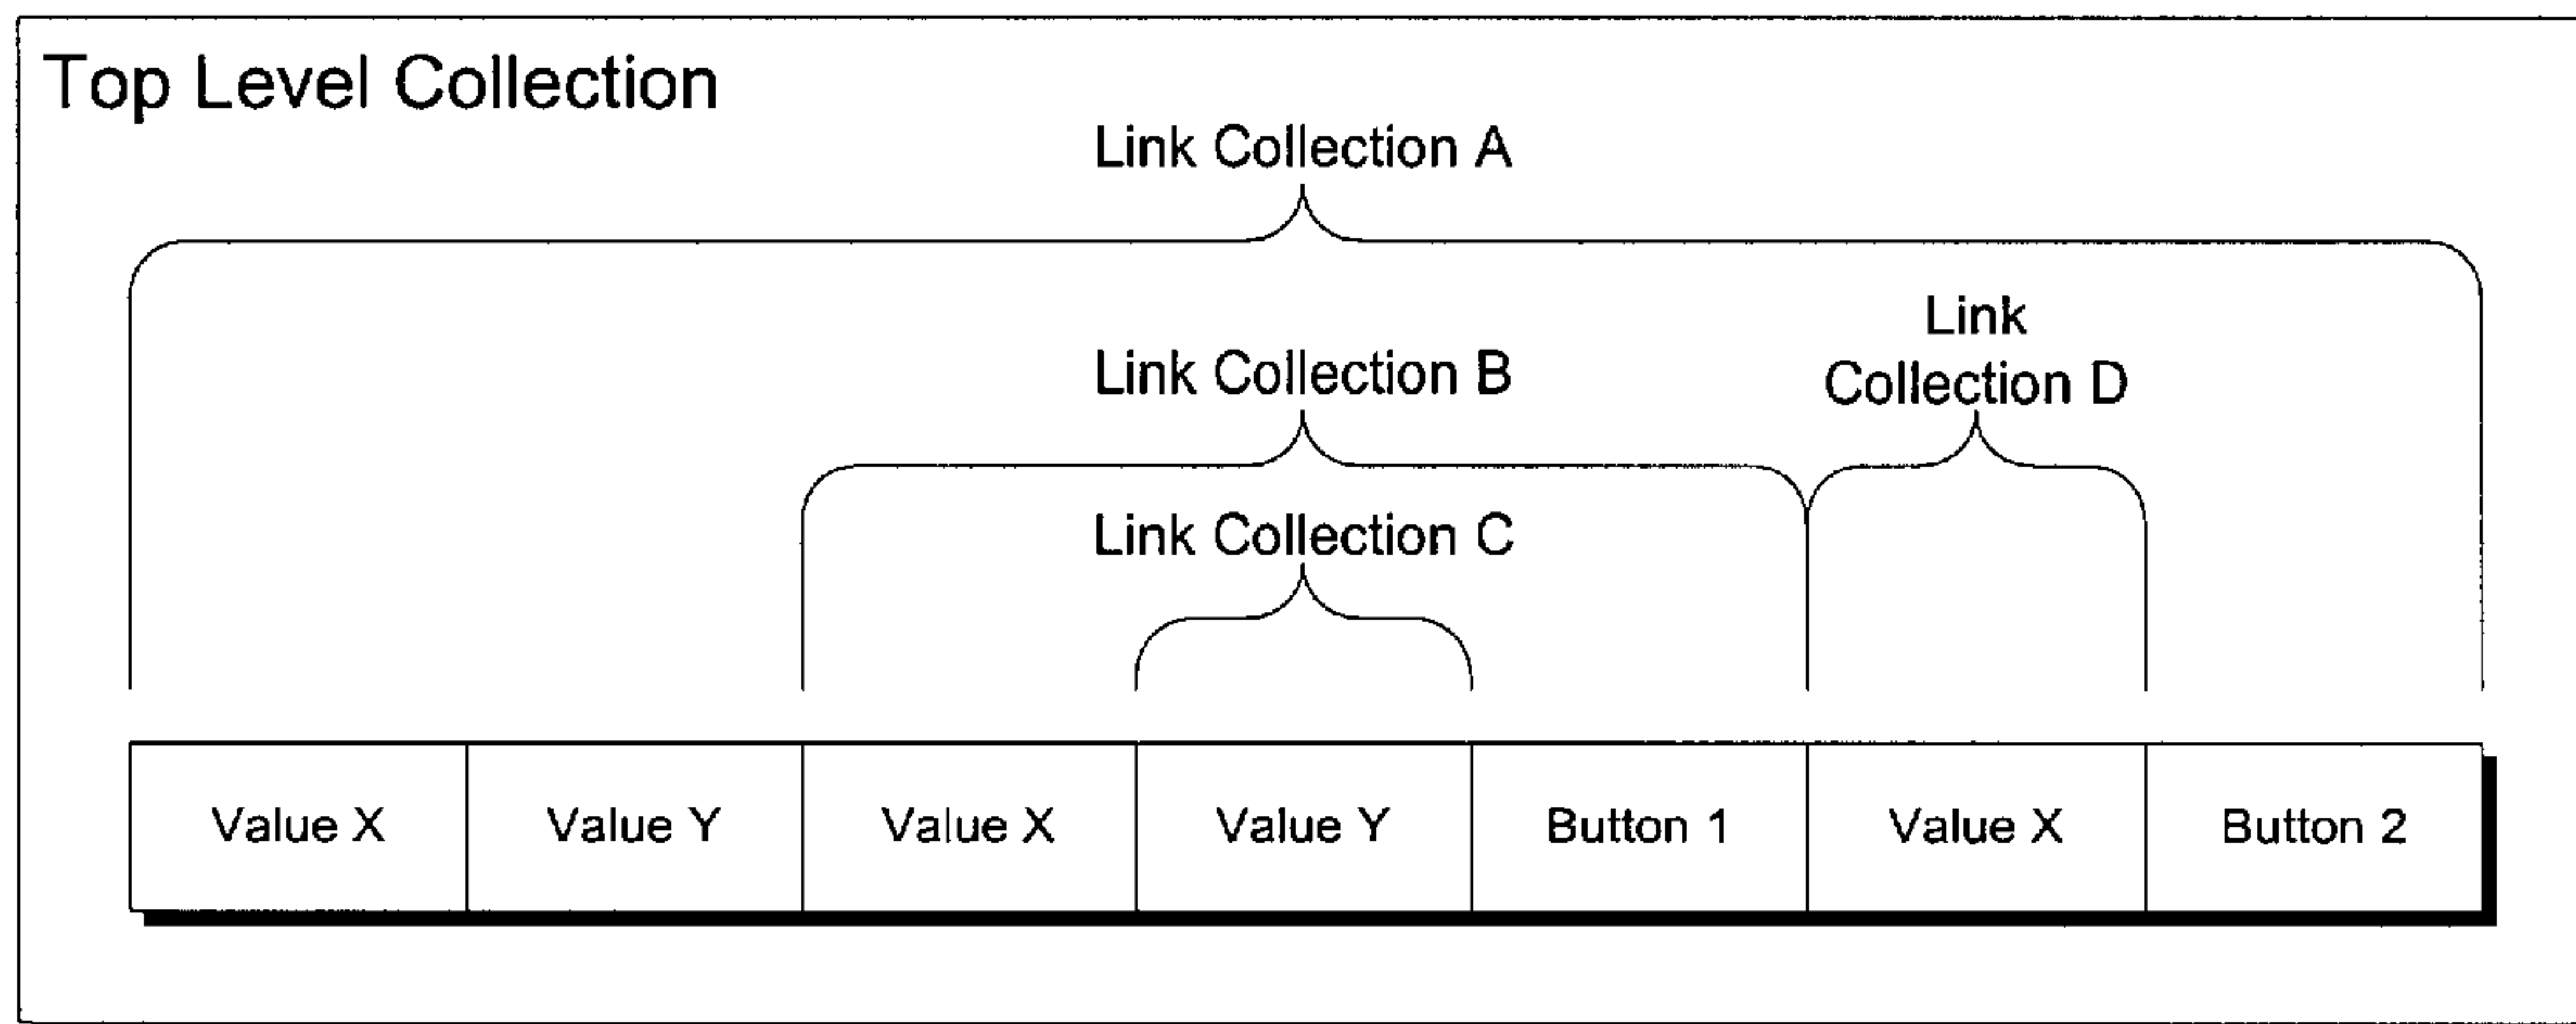 Top Level Collection
Link Collection A
Link
Collection D
Link Collection B
Link Collection C
Value X
Value Y
Value X
Value Y
Button 1
Value X
Button 2